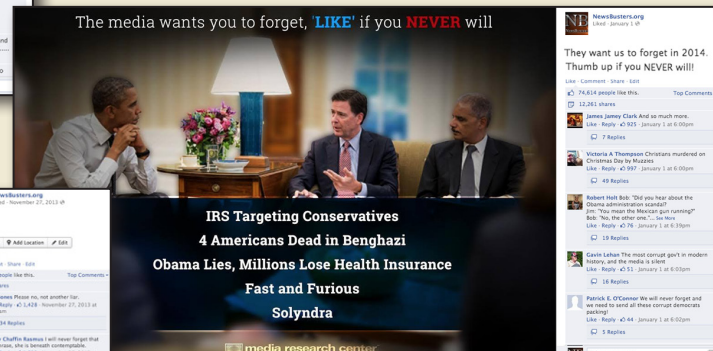 The media wants you to forget, 'LIKE' if you NEVER will
IRS Targeting Conservatives
4 Americans Dead in Benghazi
Obama Lies, Millions Lose Health Insurance
Fast and Furious
Solyndra
media research center
NB
NewsBusters.org
Liked · January 1
They want us to forget in 2014.
Thumb up if you NEVER will!
Like · Comment · Share · Edit
74,614 people like this.
Top Comments
12,261 shares
James Jamey Clark And so much more.
Like · Reply · 925 · January 1 at 6:00pm
7 Replies
Victoria A Thompson Christians murdered on
Christmas Day by Muzzies
Like · Reply · 997 · January 1 at 6:00pm
49 Replies
Robert Holt Bob: "Did you hear about the
Obama administration scandal?
Jim: "You mean the Mexican gun running?"
Bob: "No, the other one."... See More
Like · Reply · 76 · January 1 at 6:39pm
19 Replies
Gavin Lehan The most corrupt gov't in modern
history, and the media is silent
Like · Reply · 51 · January 1 at 6:03pm
16 Replies
Patrick E. O'Connor We will never forget and
we need to send all these corrupt democrats
packing!
Like · Reply · 44 · January 1 at 6:02pm
5 Replies
wsBusters.org
ed · November 27, 2013
Add Location Edit
Share · Edit
people like this.
Top Comments
ares
ones Please no, not another liar.
Reply · 1,428 · November 27, 2013 at
pm
94 Replies
Chaffin Rasmus I will never forget that
erose, she is beneath contemptable.